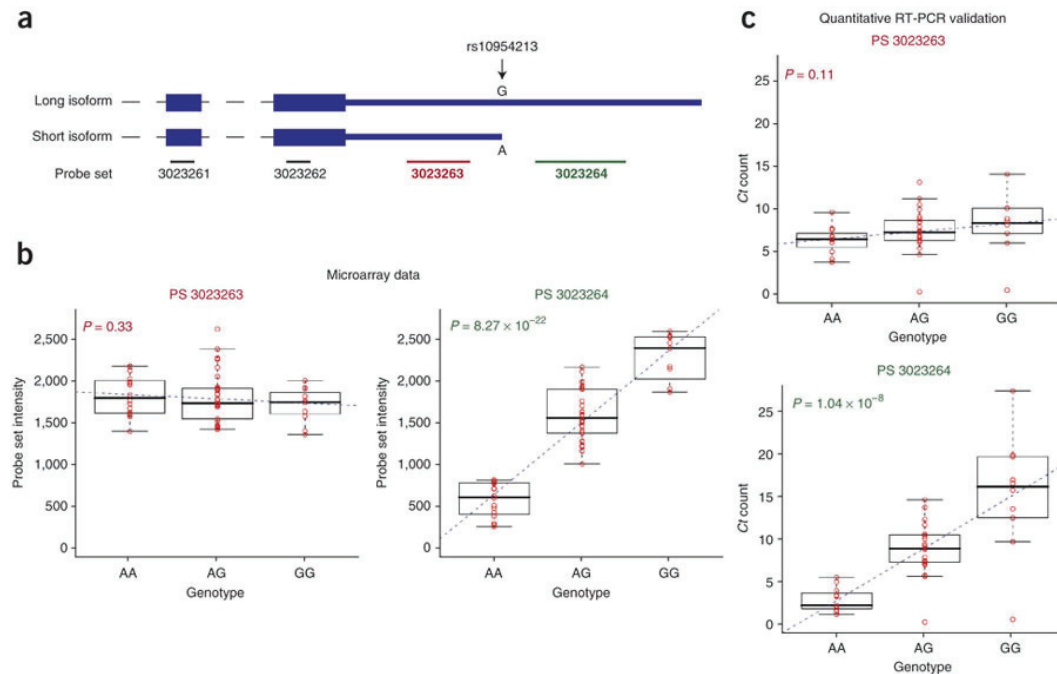 a
rs10954213
G
Long isoform
Short isoform
A
Probe set
3023261
3023262
3023263
3023264
b
Microarray data
PS 3023263
P = 0.33
Probe set intensity
2,500
2,000
1,500
1,000
500
0
AA
AG
GG
Genotype
PS 3023264
P = 8.27 × 10⁻²²
Probe set intensity
2,500
2,000
1,500
1,000
500
0
AA
AG
GG
Genotype
c
Quantitative RT-PCR validation
PS 3023263
P = 0.11
Ct count
25
20
15
10
5
0
AA
AG
GG
Genotype
PS 3023264
P = 1.04 × 10⁻⁸
Ct count
25
20
15
10
5
0
AA
AG
GG
Genotype